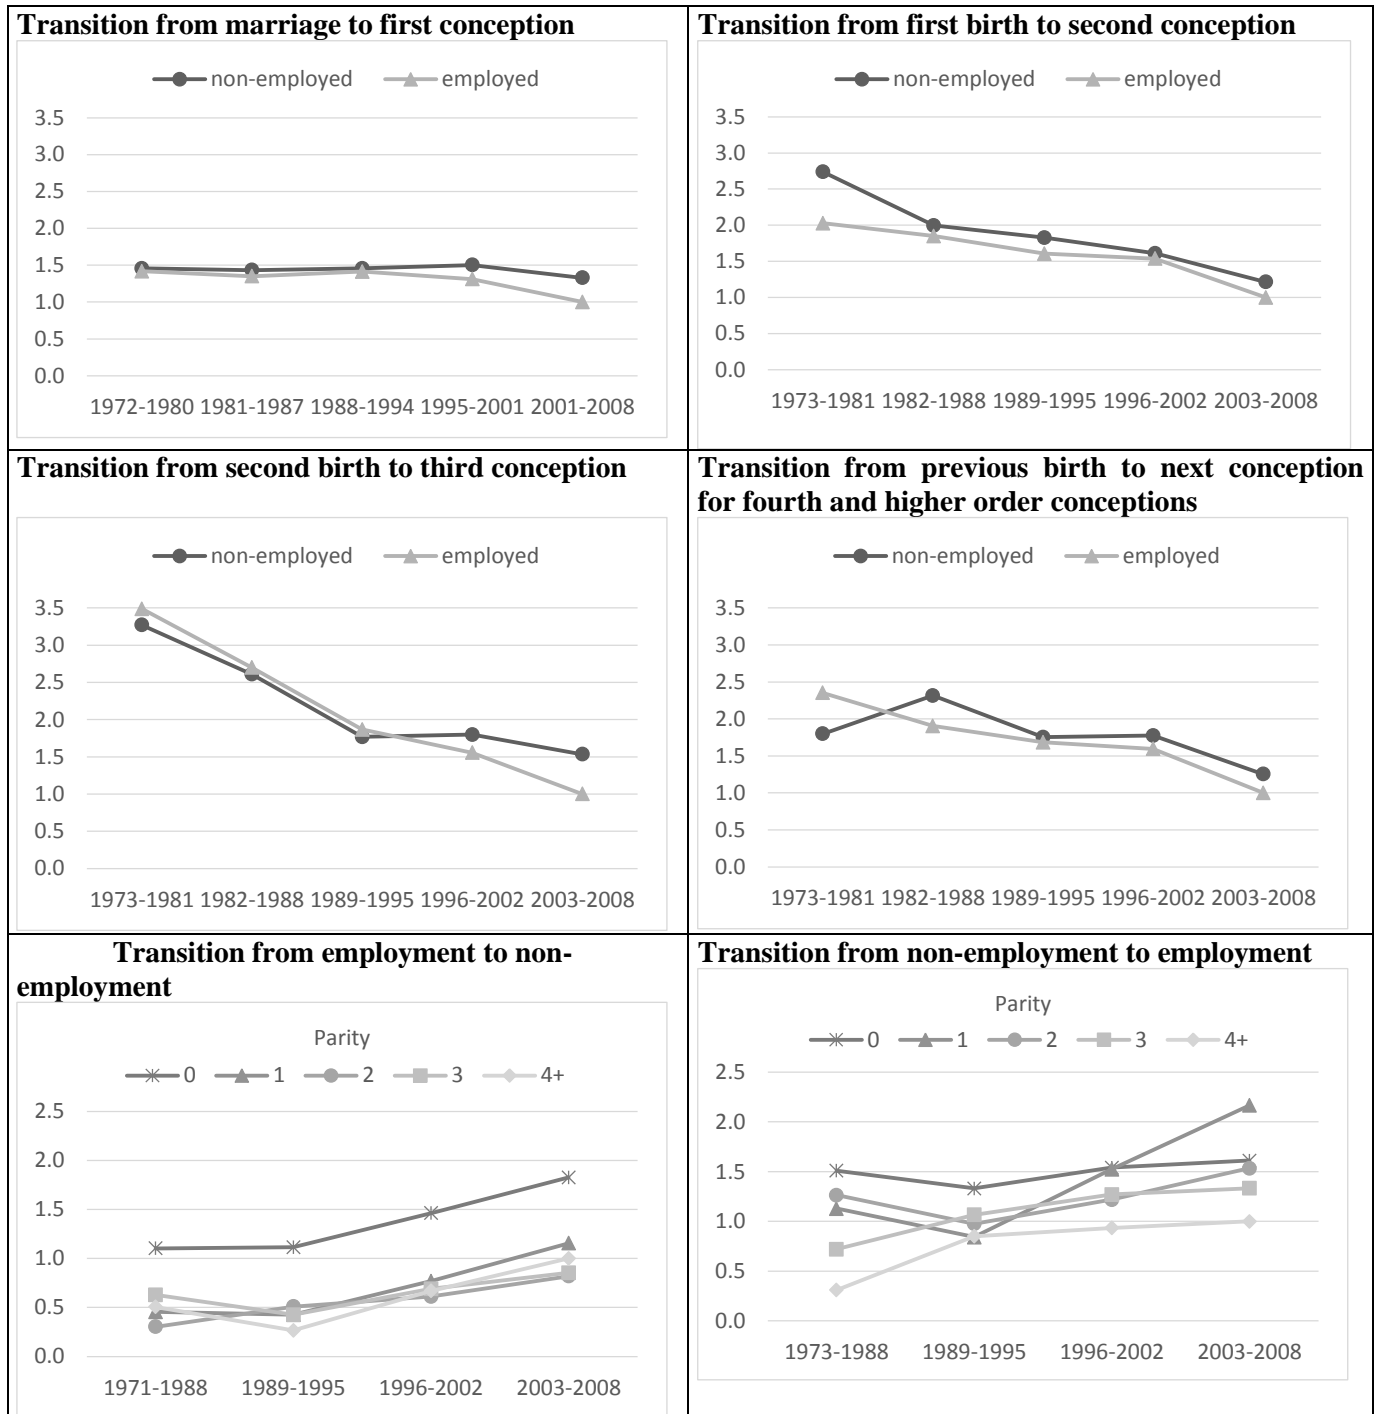 Transition from marriage to first conception
non-employed employed
3.5
3.0
2.5
2.0
1.5
1.0
0.5
0.0
1972-1980 1981-1987 1988-1994 1995-2001 2001-2008
Transition from first birth to second conception
non-employed employed
3.5
3.0
2.5
2.0
1.5
1.0
0.5
0.0
1973-1981 1982-1988 1989-1995 1996-2002 2003-2008
Transition from second birth to third conception
non-employed employed
3.5
3.0
2.5
2.0
1.5
1.0
0.5
0.0
1973-1981 1982-1988 1989-1995 1996-2002 2003-2008
Transition from previous birth to next conception
for fourth and higher order conceptions
non-employed employed
3.5
3.0
2.5
2.0
1.5
1.0
0.5
0.0
1973-1981 1982-1988 1989-1995 1996-2002 2003-2008
Transition from employment to non-
employment
Parity
0 1 2 3 4+
2.5
2.0
1.5
1.0
0.5
0.0
1971-1988 1989-1995 1996-2002 2003-2008
Transition from non-employment to employment
Parity
0 1 2 3 4+
2.5
2.0
1.5
1.0
0.5
0.0
1973-1988 1989-1995 1996-2002 2003-2008